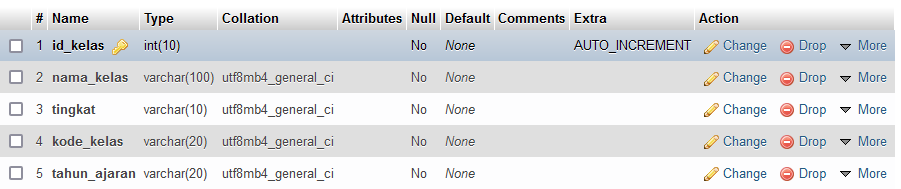 # Name Type Collation Attributes Null Default Comments Extra Action
1 id_kelas int(10) No None AUTO_INCREMENT Change Drop More
2 nama_kelas varchar(100) utf8mb4_general_ci No None Change Drop More
3 tingkat varchar(10) utf8mb4_general_ci No None Change Drop More
4 kode_kelas varchar(20) utf8mb4_general_ci No None Change Drop More
5 tahun_ajaran varchar(20) utf8mb4_general_ci No None Change Drop More